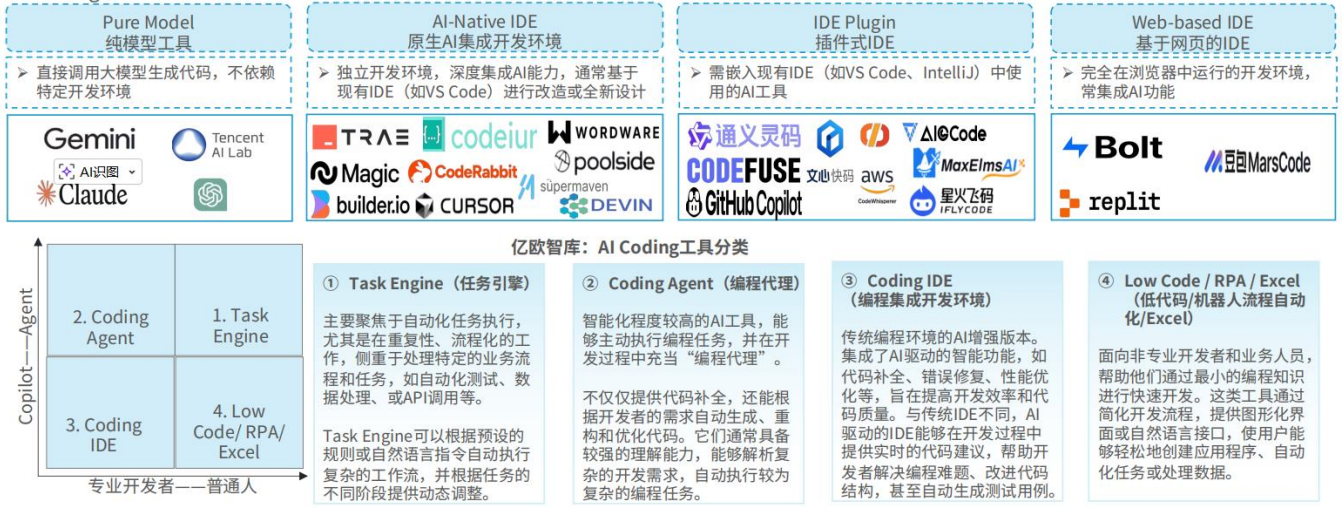 Pure Model
纯模型工具
➢ 直接调用大模型生成代码，不依赖
特定开发环境
Gemini
Tencent
AI Lab
AI识图
Claude
AI-Native IDE
原生AI集成开发环境
➢ 独立开发环境，深度集成AI能力，通常基于
现有IDE（如VS Code）进行改造或全新设计
TRAE
codeiur
WORDWARE
Magic
CodeRabbit
poolside
süpermaven
builder.io
CURSOR
DEVIN
IDE Plugin
插件式IDE
➢ 需嵌入现有IDE（如VS Code、IntelliJ）中使
用的AI工具
通义灵码
AI@Code
CODEFUSE
文心快码
aws
CodeWhisperer
MaxElmsAI
GitHub Copilot
星火飞码
IFLYCODE
Web-based IDE
基于网页的IDE
➢ 完全在浏览器中运行的开发环境，
常集成AI功能
Bolt
豆包MarsCode
replit
亿欧智库：AI Coding工具分类
Copilot——Agent
2. Coding
Agent
1. Task
Engine
3. Coding
IDE
4. Low
Code/ RPA/
Excel
专业开发者——普通人
① Task Engine（任务引擎）
主要聚焦于自动化任务执行，
尤其是在重复性、流程化的工
作，侧重于处理特定的业务流
程和任务，如自动化测试、数
据处理、或API调用等。
Task Engine可以根据预设的
规则或自然语言指令自动执行
复杂的工作流，并根据任务的
不同阶段提供动态调整。
② Coding Agent（编程代理）
智能化程度较高的AI工具，能
够主动执行编程任务，并在开
发过程中充当“编程代理”。
不仅仅提供代码补全，还能根
据开发者的需求自动生成、重
构和优化代码。它们通常具备
较强的理解能力，能够解析复
杂的开发需求，自动执行较为
复杂的编程任务。
③ Coding IDE
（编程集成开发环境）
传统编程环境的AI增强版本。
集成了AI驱动的智能功能，如
代码补全、错误修复、性能优
化等，旨在提高开发效率和代
码质量。与传统IDE不同，AI
驱动的IDE能够在开发过程中
提供实时的代码建议，帮助开
发者解决编程难题、改进代码
结构，甚至自动生成测试用例。
④ Low Code / RPA / Excel
（低代码/机器人流程自动
化/Excel）
面向非专业开发者和业务人员，
帮助他们通过最小的编程知识
进行快速开发。这类工具通过
简化开发流程，提供图形化界
面或自然语言接口，使用户能
够轻松地创建应用程序、自动
化任务或处理数据。